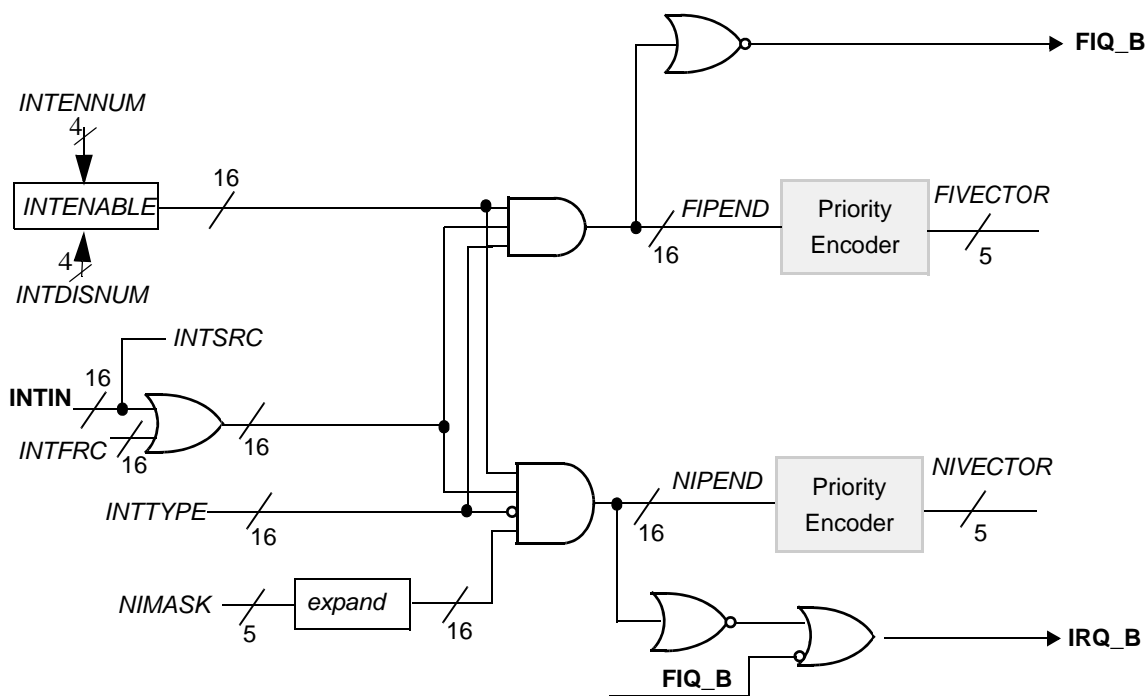 FIQ_B
INTENNUM
4
16
INTENABLE
FIPEND
16
Priority
Encoder
FIVECTOR
5
4
INTDISNUM
INTSRC
16
INTIN
INTFRC
16
16
NIPEND
16
Priority
Encoder
NIVECTOR
5
INTTYPE
16
NIMASK
5
expand
16
FIQ_B
IRQ_B